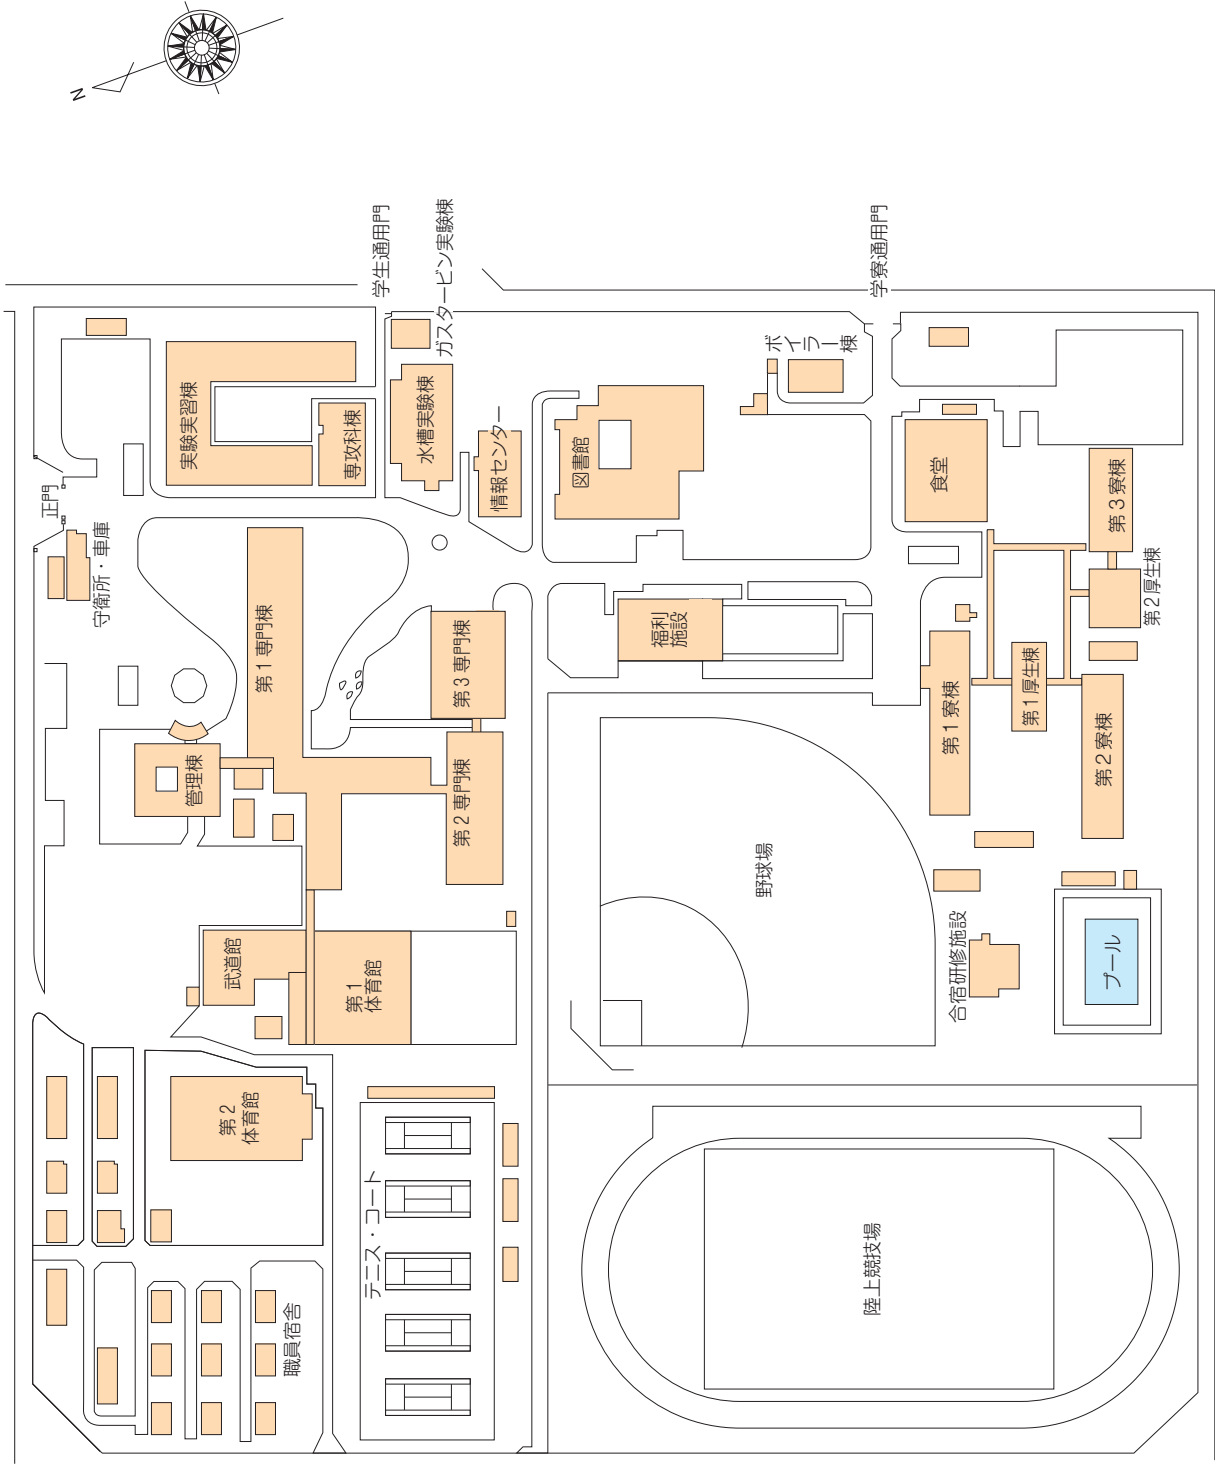 N
学生通用門
ガスタービン実験棟
学寮通用門
ボイラー
棟
実験実習棟
専攻科棟
水槽実験棟
情報センター
図書館
食堂
第3寮棟
正門
守衛所・車庫
第1専門棟
第3専門棟
福利
施設
第2厚生棟
第1寮棟
第1厚生棟
第2寮棟
管理棟
第2専門棟
野球場
武道館
第1
体育館
合宿研修施設
プール
第2
体育館
テニス・コート
陸上競技場
職員宿舎